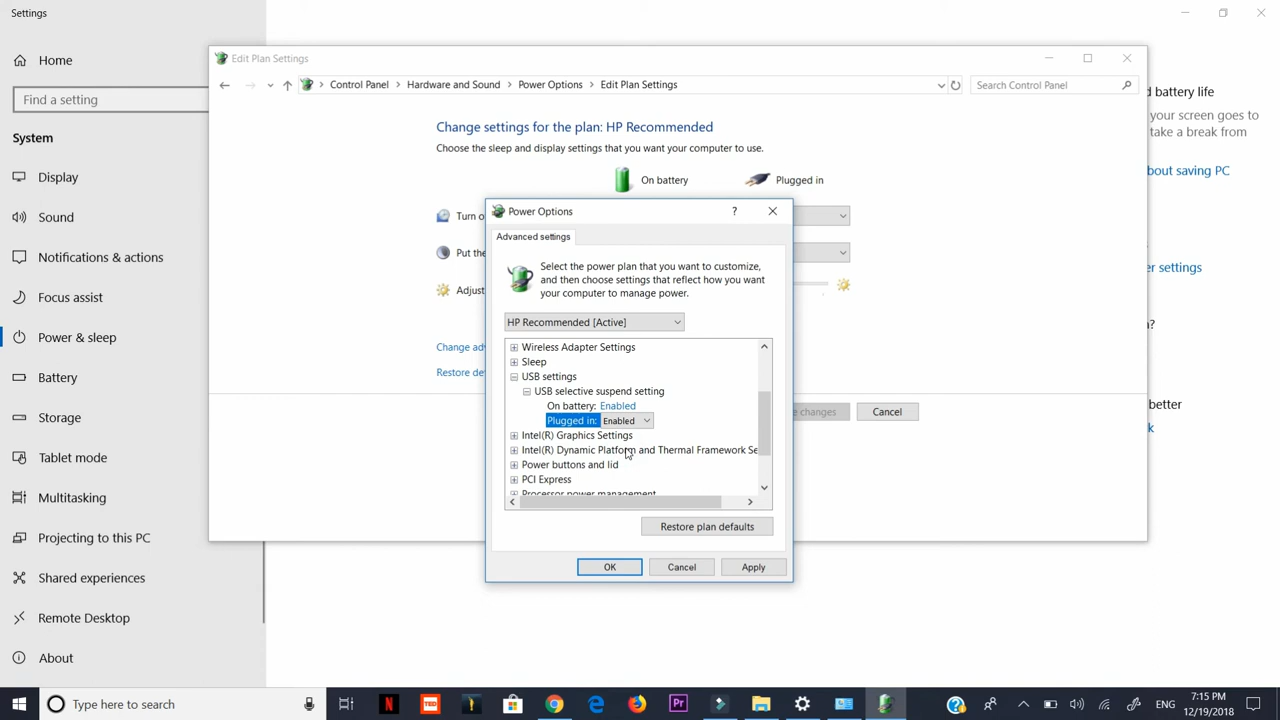 Settings
Home
Find a setting
System
Display
Sound
Notifications & actions
Focus assist
Power & sleep
Battery
Storage
Tablet mode
Multitasking
Projecting to this PC
Shared experiences
Remote Desktop
About
Edit Plan Settings
Control Panel > Hardware and Sound > Power Options > Edit Plan Settings
Search Control Panel
Change settings for the plan: HP Recommended
Choose the sleep and display settings that you want your computer to use.
On battery
Plugged in
Turn o
Put the
Adjust
Change adv
Restore def
e changes
Cancel
Power Options
?
Advanced settings
Select the power plan that you want to customize,
and then choose settings that reflect how you want
your computer to manage power.
HP Recommended [Active]
Wireless Adapter Settings
Sleep
USB settings
USB selective suspend setting
On battery: Enabled
Plugged in: Enabled
Intel(R) Graphics Settings
Intel(R) Dynamic Platform and Thermal Framework Se
Power buttons and lid
PCI Express
Processor power management
Restore plan defaults
OK
Cancel
Apply
d battery life
your screen goes to
take a break from
bout saving PC
er settings
n?
better
k
Type here to search
N
TED
Pr
ENG
7:15 PM
12/19/2018